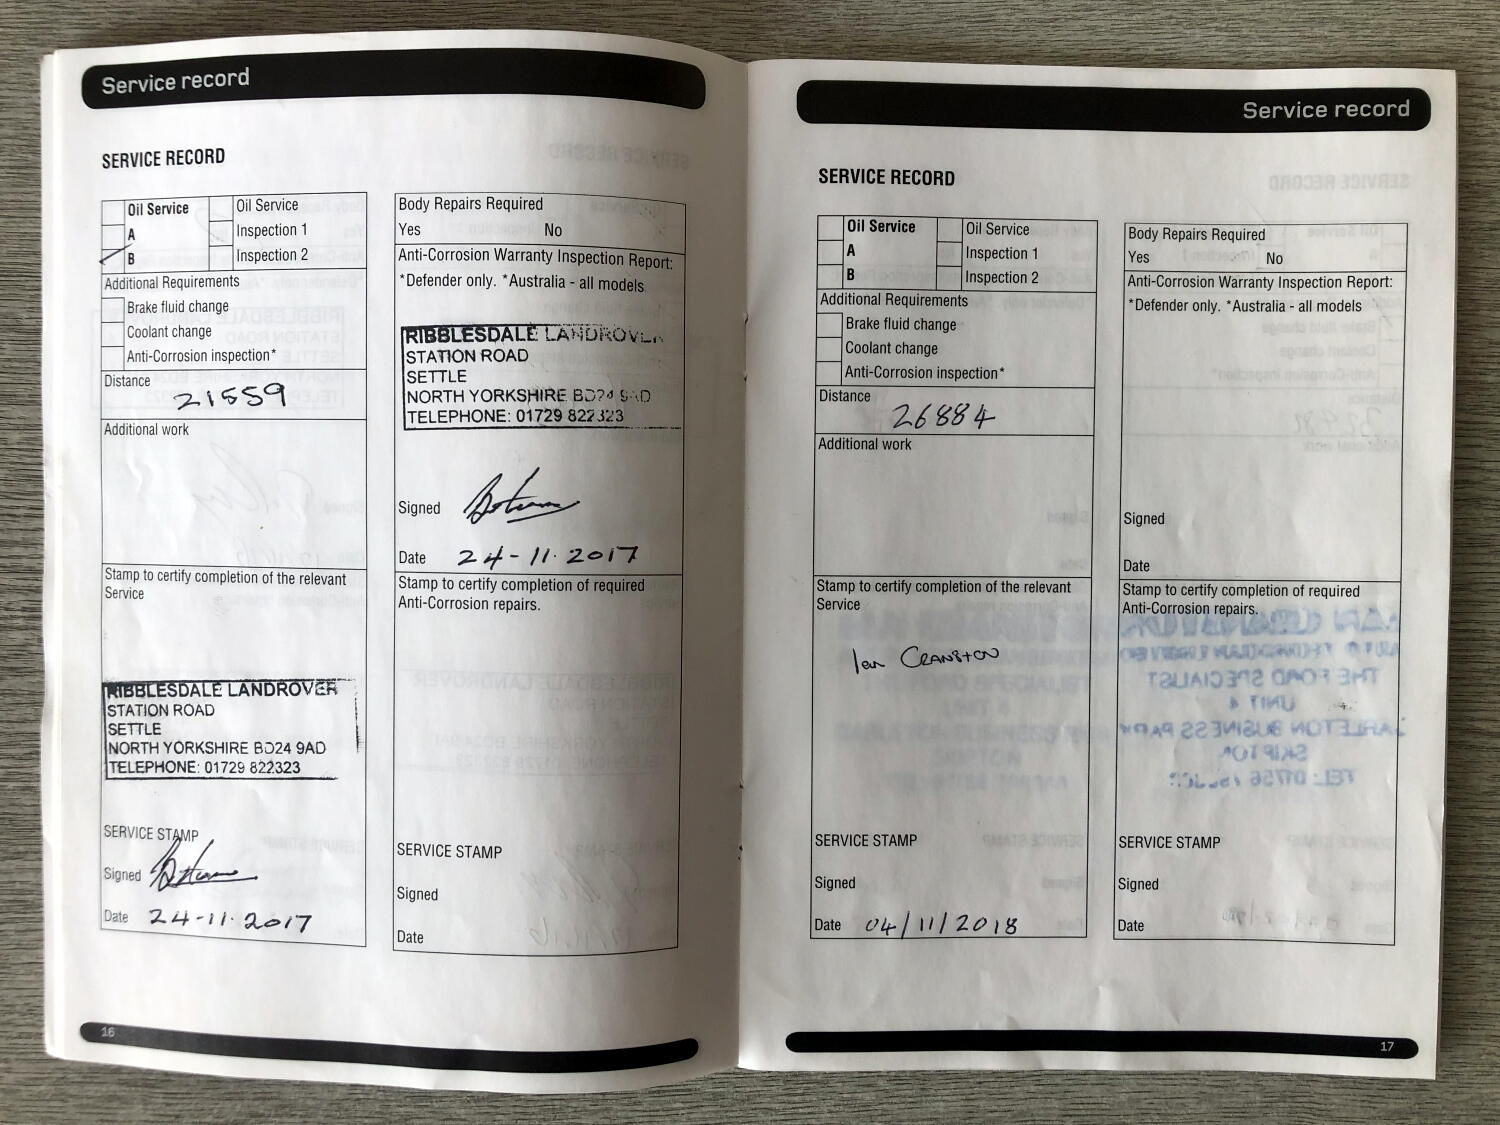 Service record
SERVICE RECORD
Oil Service
A
B
Oil Service
Inspection 1
Inspection 2
Additional Requirements
Brake fluid change
Coolant change
Anti-Corrosion inspection*
Distance
21559
Additional work
Stamp to certify completion of the relevant
Service
RIBBLESDALE LANDROVER
STATION ROAD
SETTLE
NORTH YORKSHIRE BD24 9AD
TELEPHONE: 01729 822323
SERVICE STAMP
Signed
Date 24-11-2017
Body Repairs Required
Yes No
Anti-Corrosion Warranty Inspection Report:
*Defender only. *Australia - all models
RIBBLESDALE LANDROVER
STATION ROAD
SETTLE
NORTH YORKSHIRE BD24 9AD
TELEPHONE: 01729 822323
Signed
Date 24-11-2017
Stamp to certify completion of required
Anti-Corrosion repairs.
SERVICE STAMP
Signed
Date
16
Service record
SERVICE RECORD
Oil Service
A
B
Oil Service
Inspection 1
Inspection 2
Additional Requirements
Brake fluid change
Coolant change
Anti-Corrosion inspection*
Distance
26884
Additional work
Stamp to certify completion of the relevant
Service
Ian Cranston
SERVICE STAMP
Signed
Date 04/11/2018
Body Repairs Required
Yes No
Anti-Corrosion Warranty Inspection Report:
*Defender only. *Australia - all models
Signed
Date
Stamp to certify completion of required
Anti-Corrosion repairs.
SERVICE STAMP
Signed
Date
17